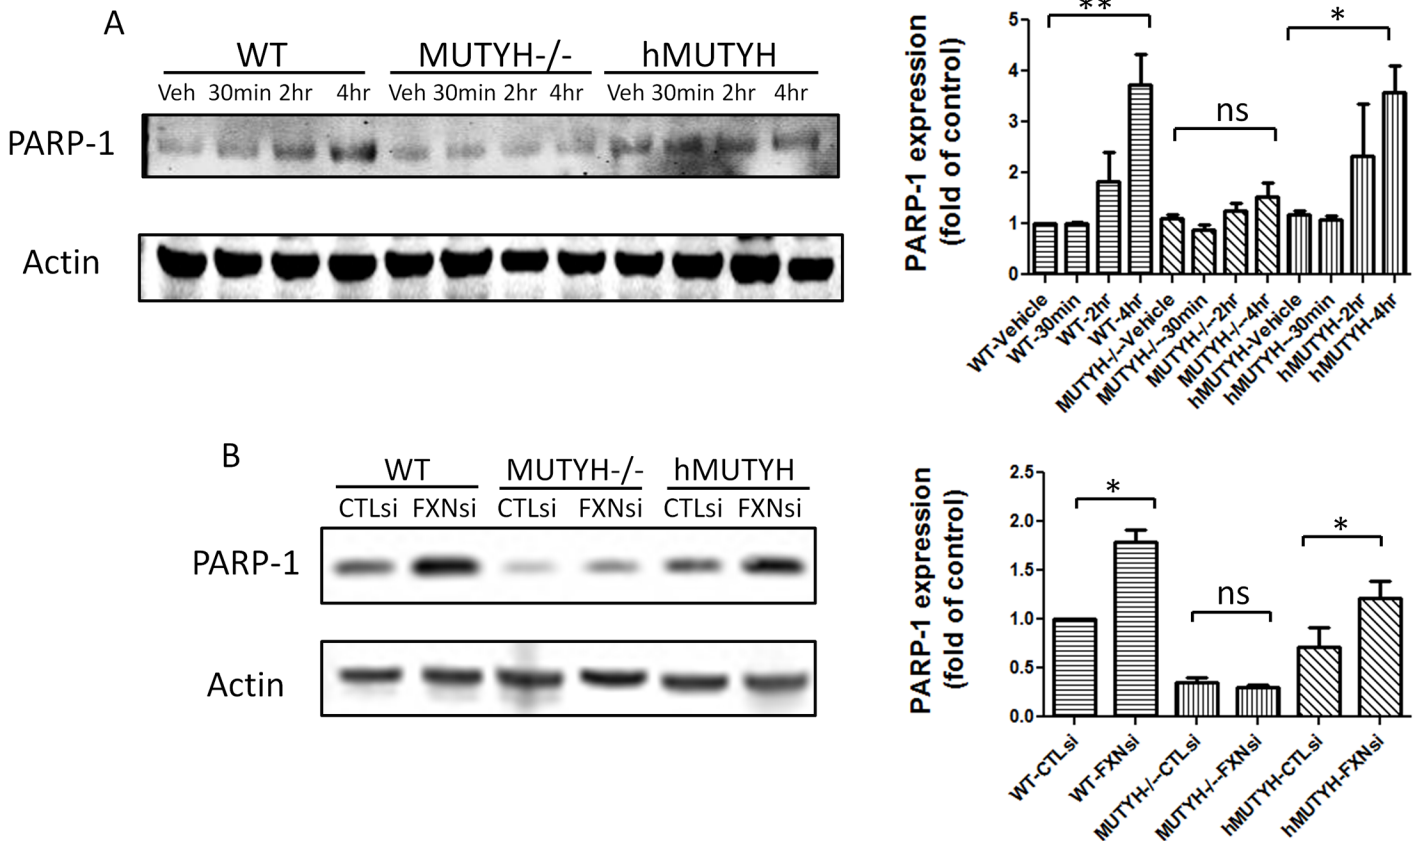 A
WT MUTYH-/- hMUTYH
Veh 30min 2hr 4hr Veh 30min 2hr 4hr Veh 30min 2hr 4hr
PARP-1
Actin
PARP-1 expression
(fold of control)
5
4
3
2
1
0
**
ns
*
WT-Vehicle
WT-30min
WT-2hr
WT-4hr
MUTYH-/--Vehicle
MUTYH-/--30min
MUTYH-/--2hr
MUTYH-/--4hr
hMUTYH-Vehicle
hMUTYH--30min
hMUTYH-2hr
hMUTYH-4hr
B
WT MUTYH-/- hMUTYH
CTLsi FXNsi CTLsi FXNsi CTLsi FXNsi
PARP-1
Actin
PARP-1 expression
(fold of control)
2.5
2.0
1.5
1.0
0.5
0.0
*
ns
*
WT-CTLsi
WT-FXNsi
MUTYH-/--CTLsi
MUTYH-/--FXNsi
hMUTYH-CTLsi
hMUTYH-FXNsi